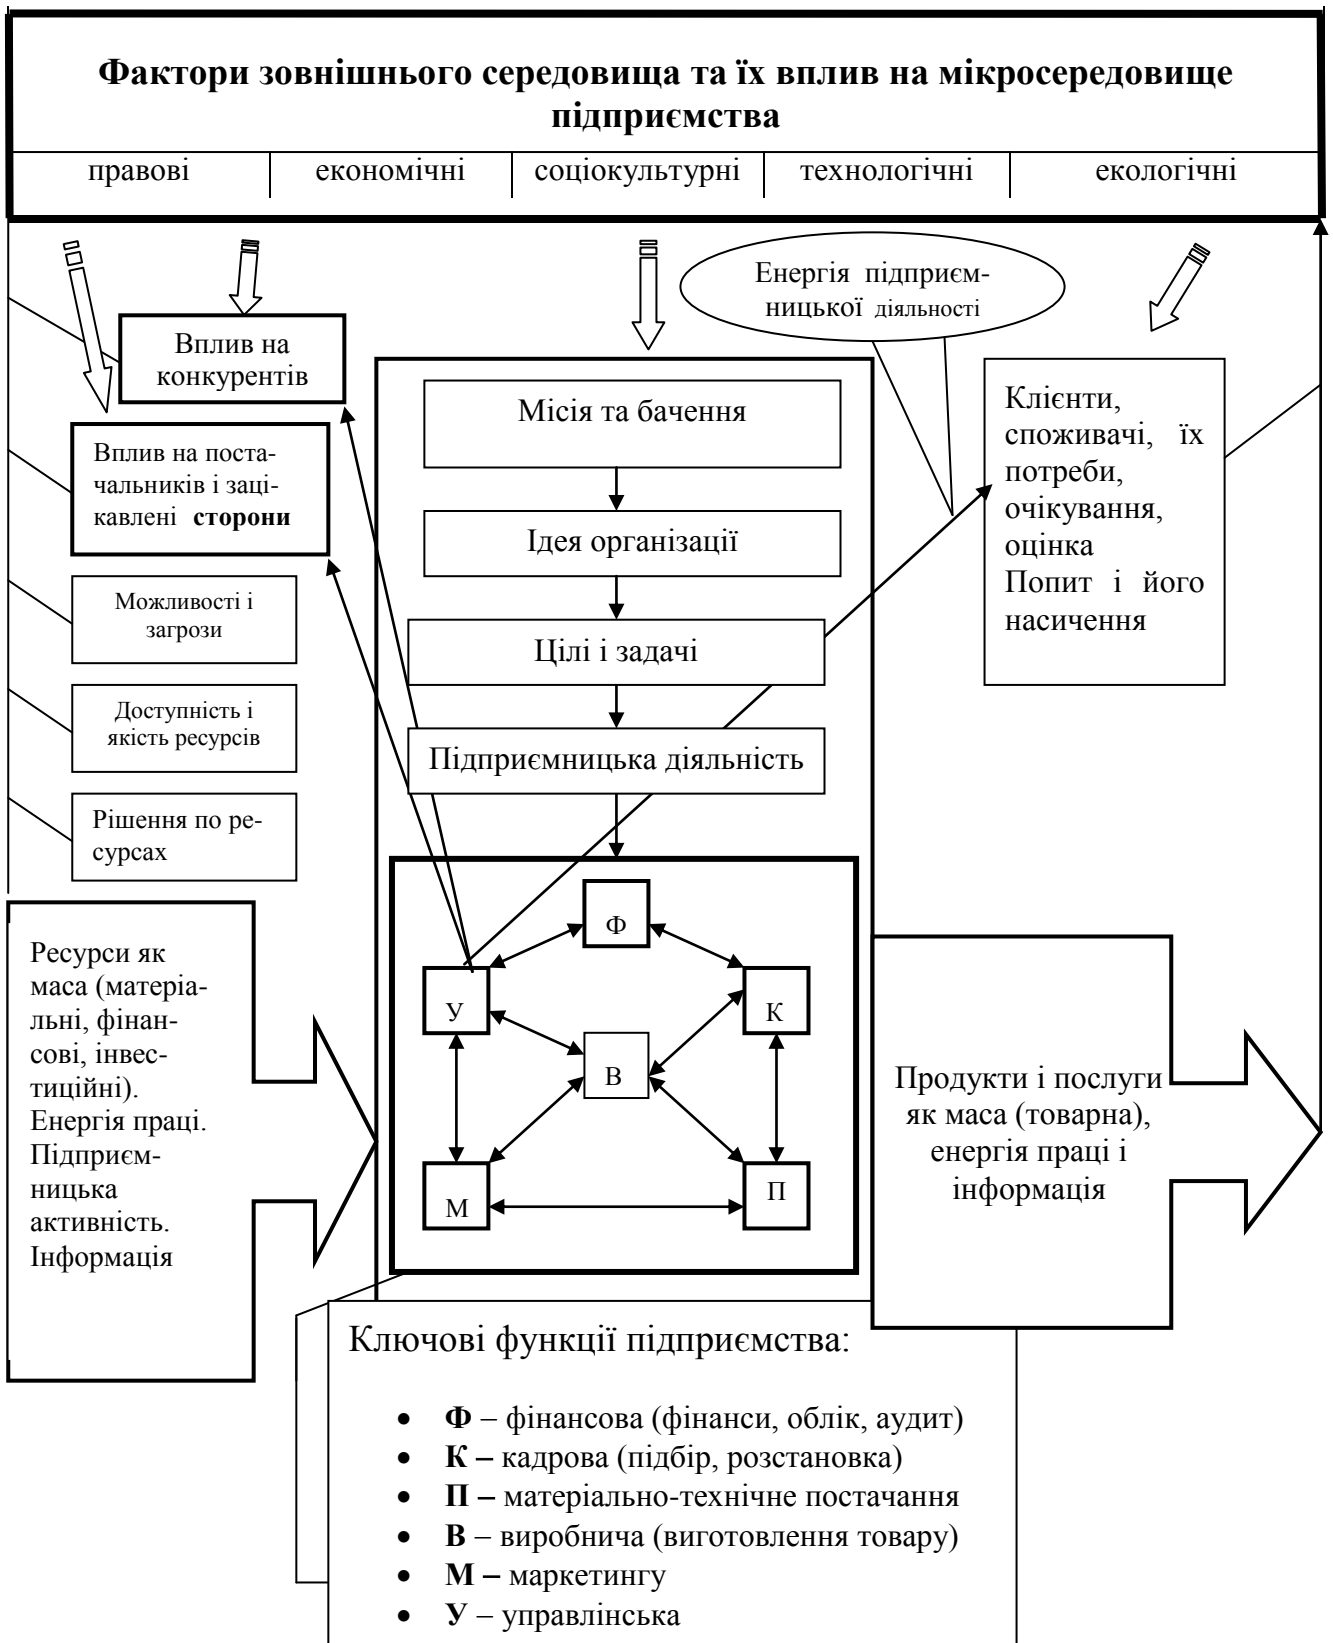 Фактори зовнішнього середовища та їх вплив на мікросередовище
підприємства
правові економічні соціокультурні технологічні екологічні
Енергія підприєм-
ницької діяльності
Вплив на
конкурентів
Вплив на поста-
чальників і заці-
кавлені сторони
Можливості і
загрози
Доступність і
якість ресурсів
Рішення по ре-
сурсах
Місія та бачення
Ідея організації
Цілі і задачі
Підприємницька діяльність
Клієнти,
споживачі, їх
потреби,
очікування,
оцінка
Попит і його
насичення
Ресурси як
маса (матеріа-
льні, фінан-
сові, інвес-
тиційні).
Енергія праці.
Підприєм-
ницька
активність.
Інформація
Ф
У
К
В
М
П
Продукти і послуги
як маса (товарна),
енергія праці і
інформація
Ключові функції підприємства:
• Ф – фінансова (фінанси, облік, аудит)
• К – кадрова (підбір, розстановка)
• П – матеріально-технічне постачання
• В – виробнича (виготовлення товару)
• М – маркетингу
• У – управлінська